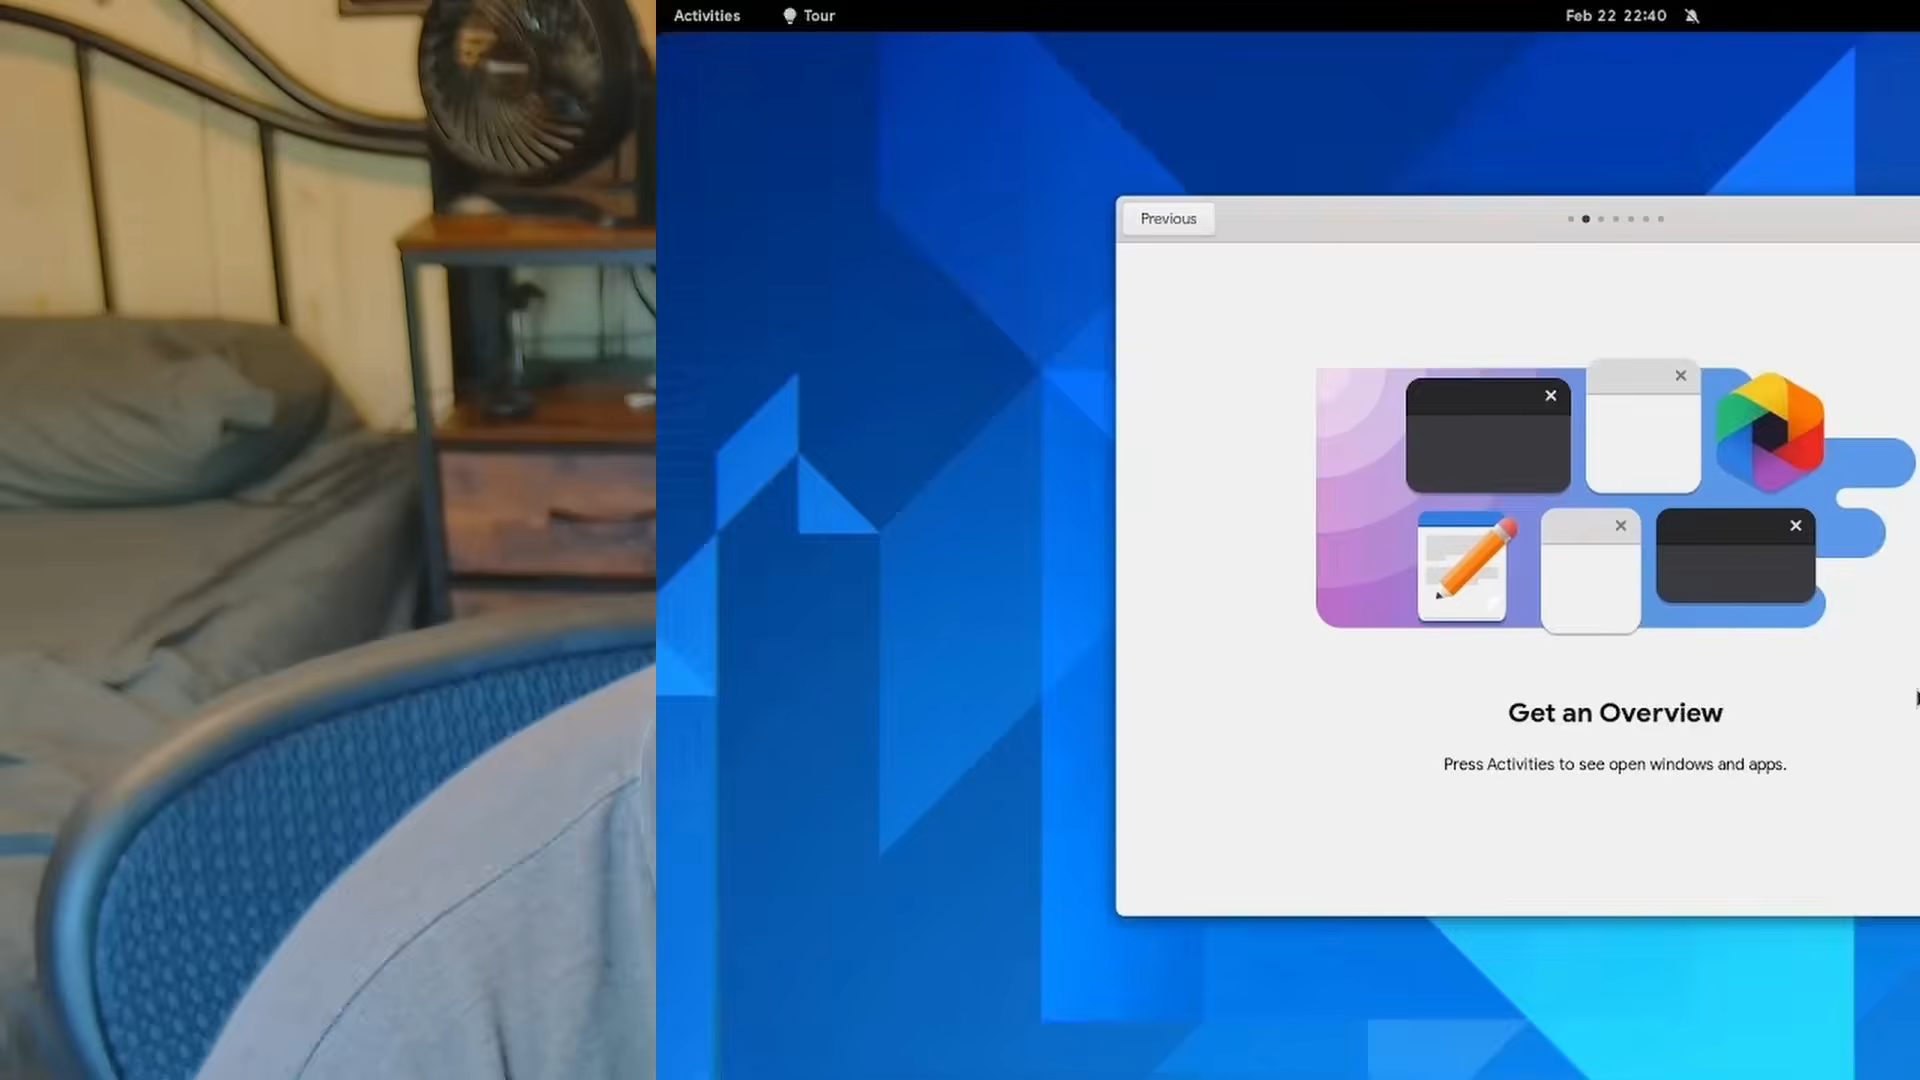 Activities Tour Feb 22 22:40
Previous
Get an Overview
Press Activities to see open windows and apps.